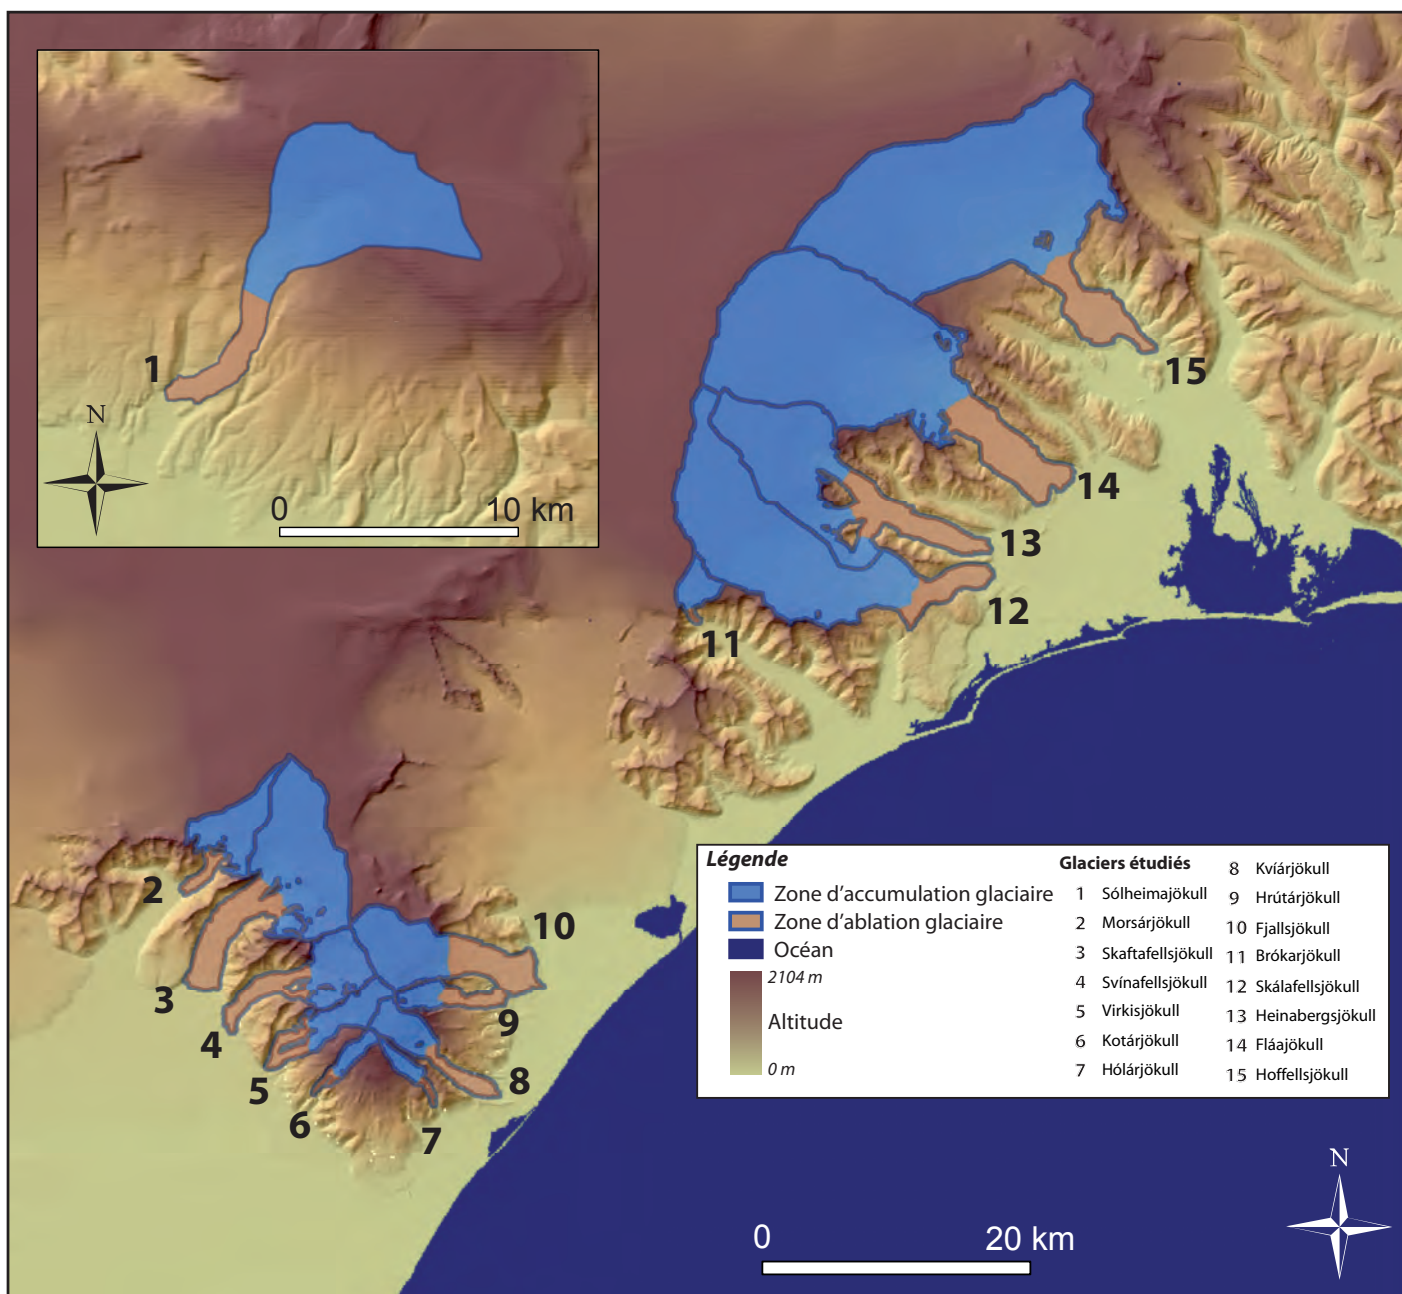 1
N
0
10 km
15
14
13
12
11
2
3
4
5
6
7
8
9
10
Légende
Zone d'accumulation glaciaire
Zone d'ablation glaciaire
Océan
2104 m
Altitude
0 m
Glaciers étudiés
1 Sólheimajökull
2 Morsárjökull
3 Skaftafellsjökull
4 Svínafellsjökull
5 Virkisjökull
6 Kotárjökull
7 Hólárjökull
8 Kvíárjökull
9 Hrútárjökull
10 Fjallsjökull
11 Brókarjökull
12 Skálafellsjökull
13 Heinabergsjökull
14 Fláajökull
15 Hoffellsjökull
0
20 km
N